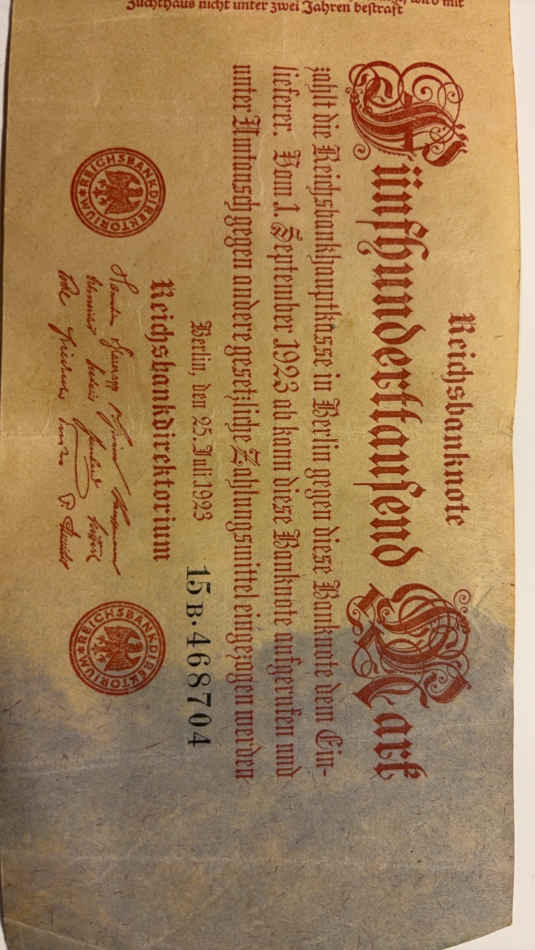 Zuchthaus nicht unter zwei Jahren bestraft
Reichsbanknote
Fünfhunderttausend Mark
zahlt die Reichsbankhauptkasse in Berlin gegen diese Banknote dem Ein-
lieferer. Vom 1. September 1923 ab kann diese Banknote aufgerufen und
unter Umtausch gegen andere gesetzliche Zahlungsmittel eingezogen werden
Berlin, den 25. Juli 1923
15B·468704
Reichsbankdirektorium
REICHSBANKDIREKTORIUM
REICHSBANKDIREKTORIUM